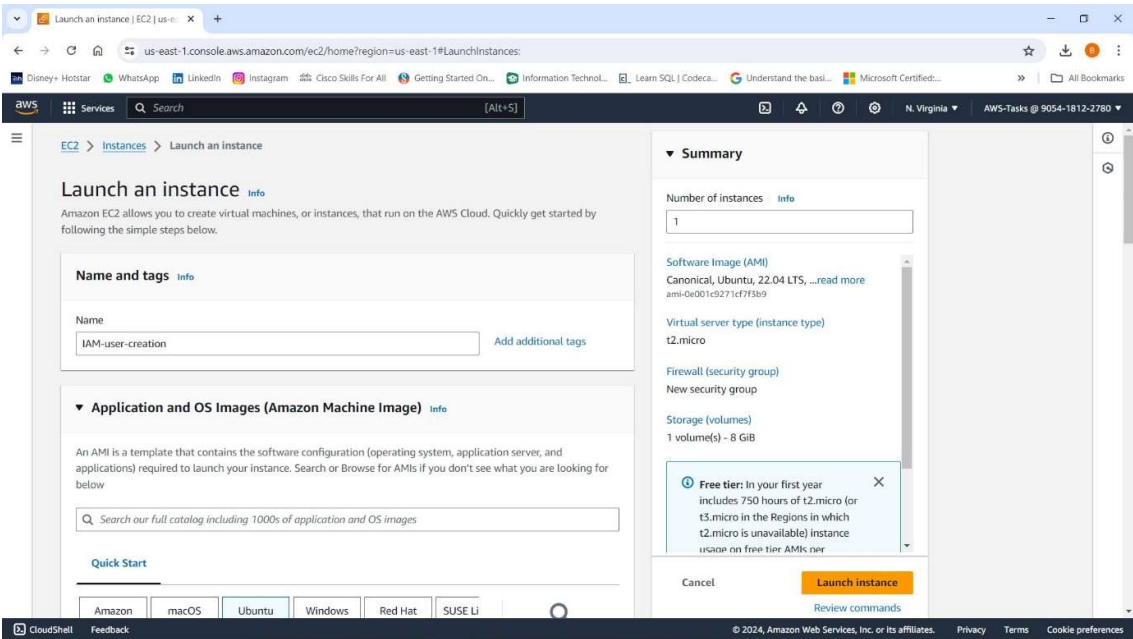 Launch an instance | EC2 | us-e
us-east-1.console.aws.amazon.com/ec2/home?region=us-east-1#LaunchInstances:
Disney+ Hotstar WhatsApp LinkedIn Instagram Cisco Skills For All Getting Started On... Information Technol... Learn SQL | Codeca... Understand the basi... Microsoft Certified:... » All Bookmarks
aws Services Search [Alt+S] N. Virginia AWS-Tasks @ 9054-1812-2780
EC2 > Instances > Launch an instance
Launch an instance Info
Amazon EC2 allows you to create virtual machines, or instances, that run on the AWS Cloud. Quickly get started by
following the simple steps below.
Name and tags Info
Name
IAM-user-creation Add additional tags
Application and OS Images (Amazon Machine Image) Info
An AMI is a template that contains the software configuration (operating system, application server, and
applications) required to launch your instance. Search or Browse for AMIs if you don't see what you are looking for
below
Search our full catalog including 1000s of application and OS images
Quick Start
Amazon macOS Ubuntu Windows Red Hat SUSE Li
Summary
Number of instances Info
1
Software Image (AMI)
Canonical, Ubuntu, 22.04 LTS, ...read more
ami-0e001c9271cf7f3b9
Virtual server type (instance type)
t2.micro
Firewall (security group)
New security group
Storage (volumes)
1 volume(s) - 8 GiB
Free tier: In your first year
includes 750 hours of t2.micro (or
t3.micro in the Regions in which
t2.micro is unavailable) instance
usage on free tier AMIs per
Cancel Launch instance
Review commands
CloudShell Feedback © 2024, Amazon Web Services, Inc. or its affiliates. Privacy Terms Cookie preferences